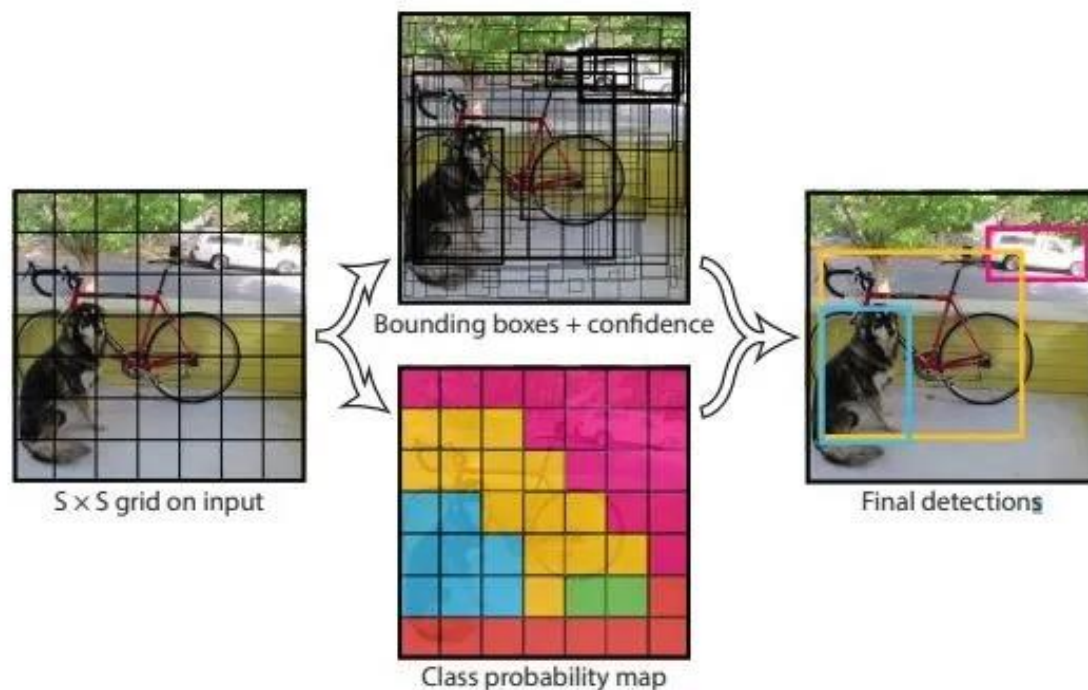 Bounding boxes + confidence
S × S grid on input
Final detections
Class probability map